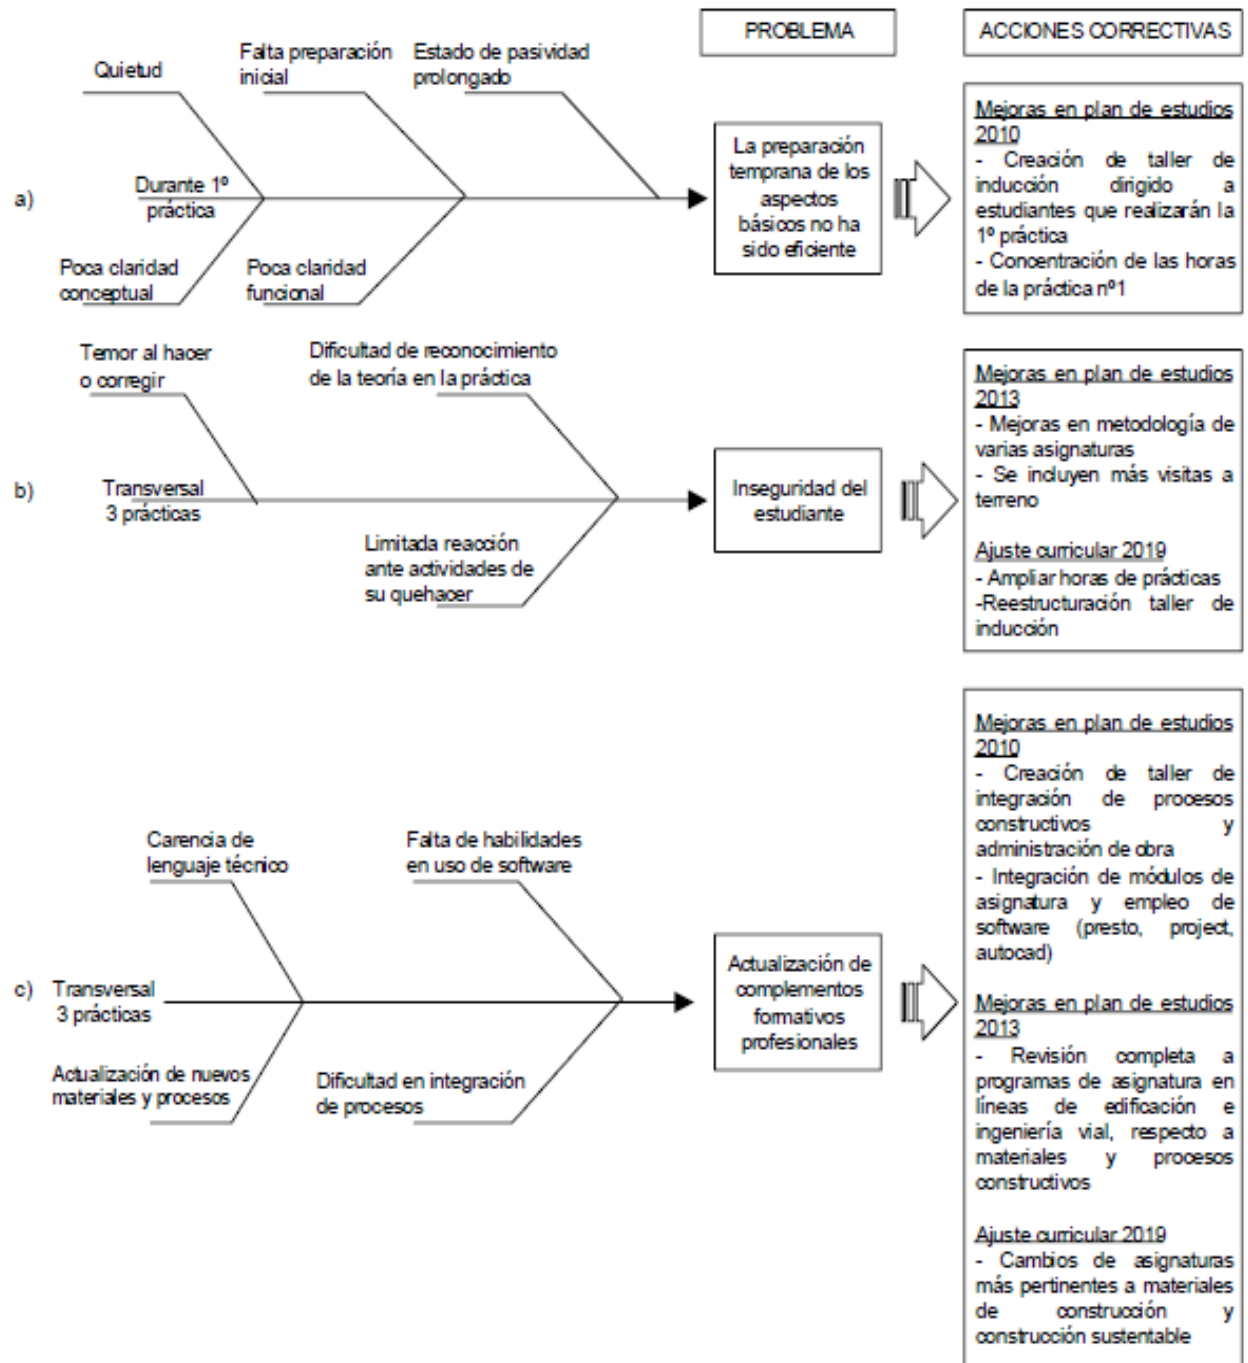 PROBLEMA
ACCIONES CORRECTIVAS
a)
Quietud
Falta preparación
inicial
Estado de pasividad
prolongado
Durante 1º
práctica
Poca claridad
conceptual
Poca claridad
funcional
La preparación
temprana de los
aspectos
básicos no ha
sido eficiente
Mejoras en plan de estudios
2010
- Creación de taller de
inducción dirigido a
estudiantes que realizarán la
1º práctica
- Concentración de las horas
de la práctica nº1
b)
Temor al hacer
o corregir
Dificultad de reconocimiento
de la teoría en la práctica
Transversal
3 prácticas
Limitada reacción
ante actividades de
su quehacer
Inseguridad del
estudiante
Mejoras en plan de estudios
2013
- Mejoras en metodología de
varias asignaturas
- Se incluyen más visitas a
terreno
Ajuste curricular 2019
- Ampliar horas de prácticas
-Reestructuración taller de
inducción
c)
Carencia de
lenguaje técnico
Falta de habilidades
en uso de software
Transversal
3 prácticas
Actualización de nuevos
materiales y procesos
Dificultad en integración
de procesos
Actualización de
complementos
formativos
profesionales
Mejoras en plan de estudios
2010
- Creación de taller de
integración de procesos
constructivos y
administración de obra
- Integración de módulos de
asignatura y empleo de
software (presto, project,
autocad)
Mejoras en plan de estudios
2013
- Revisión completa a
programas de asignatura en
líneas de edificación e
ingeniería vial, respecto a
materiales y procesos
constructivos
Ajuste curricular 2019
- Cambios de asignaturas
más pertinentes a materiales
de construcción y
construcción sustentable